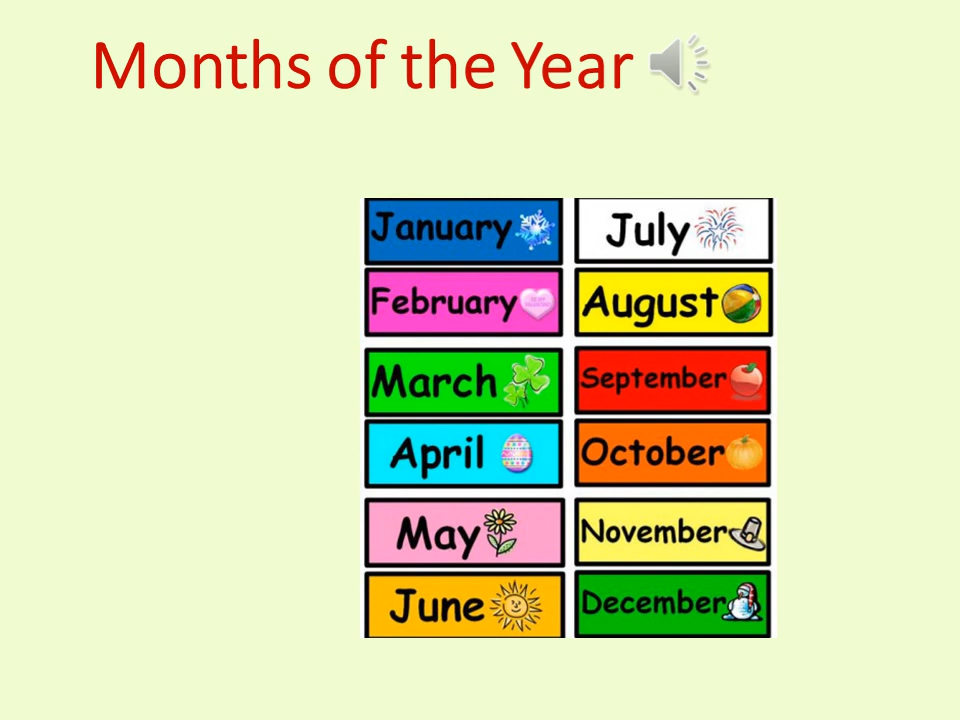 Months of the Year
January
February
March
April
May
June
July
August
September
October
November
December